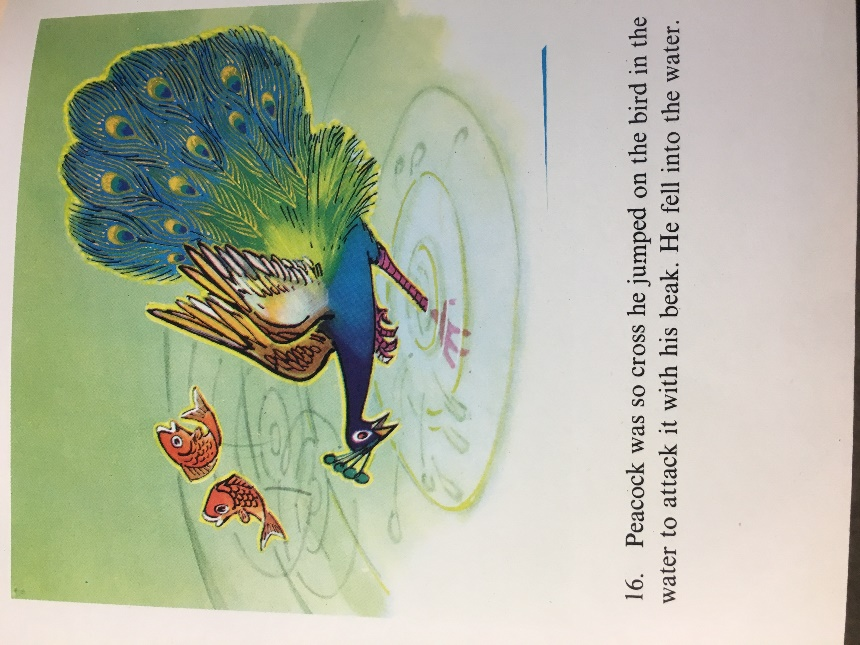 16. Peacock was so cross he jumped on the bird in the
water to attack it with his beak. He fell into the water.